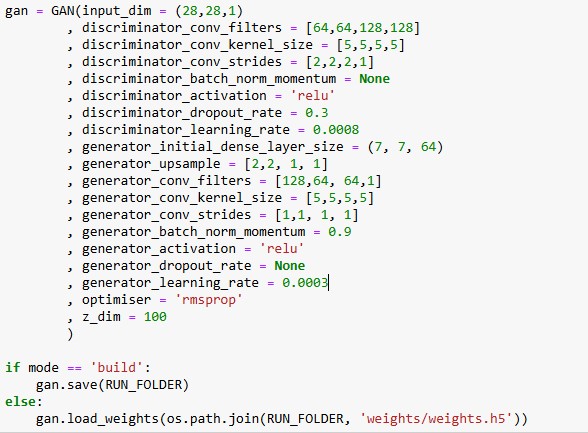 gan = GAN(input_dim = (28,28,1)
        , discriminator_conv_filters = [64,64,128,128]
        , discriminator_conv_kernel_size = [5,5,5,5]
        , discriminator_conv_strides = [2,2,2,1]
        , discriminator_batch_norm_momentum = None
        , discriminator_activation = 'relu'
        , discriminator_dropout_rate = 0.3
        , discriminator_learning_rate = 0.0008
        , generator_initial_dense_layer_size = (7, 7, 64)
        , generator_upsample = [2,2, 1, 1]
        , generator_conv_filters = [128,64, 64,1]
        , generator_conv_kernel_size = [5,5,5,5]
        , generator_conv_strides = [1,1, 1, 1]
        , generator_batch_norm_momentum = 0.9
        , generator_activation = 'relu'
        , generator_dropout_rate = None
        , generator_learning_rate = 0.0003
        , optimiser = 'rmsprop'
        , z_dim = 100
        )

if mode == 'build':
    gan.save(RUN_FOLDER)
else:
    gan.load_weights(os.path.join(RUN_FOLDER, 'weights/weights.h5'))